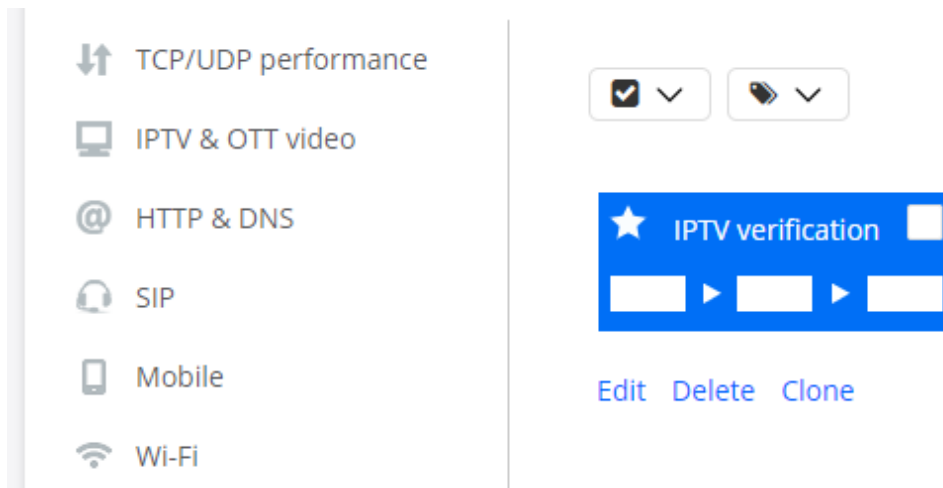 TCP/UDP performance
IPTV & OTT video
HTTP & DNS
SIP
Mobile
Wi-Fi
IPTV verification
Edit Delete Clone